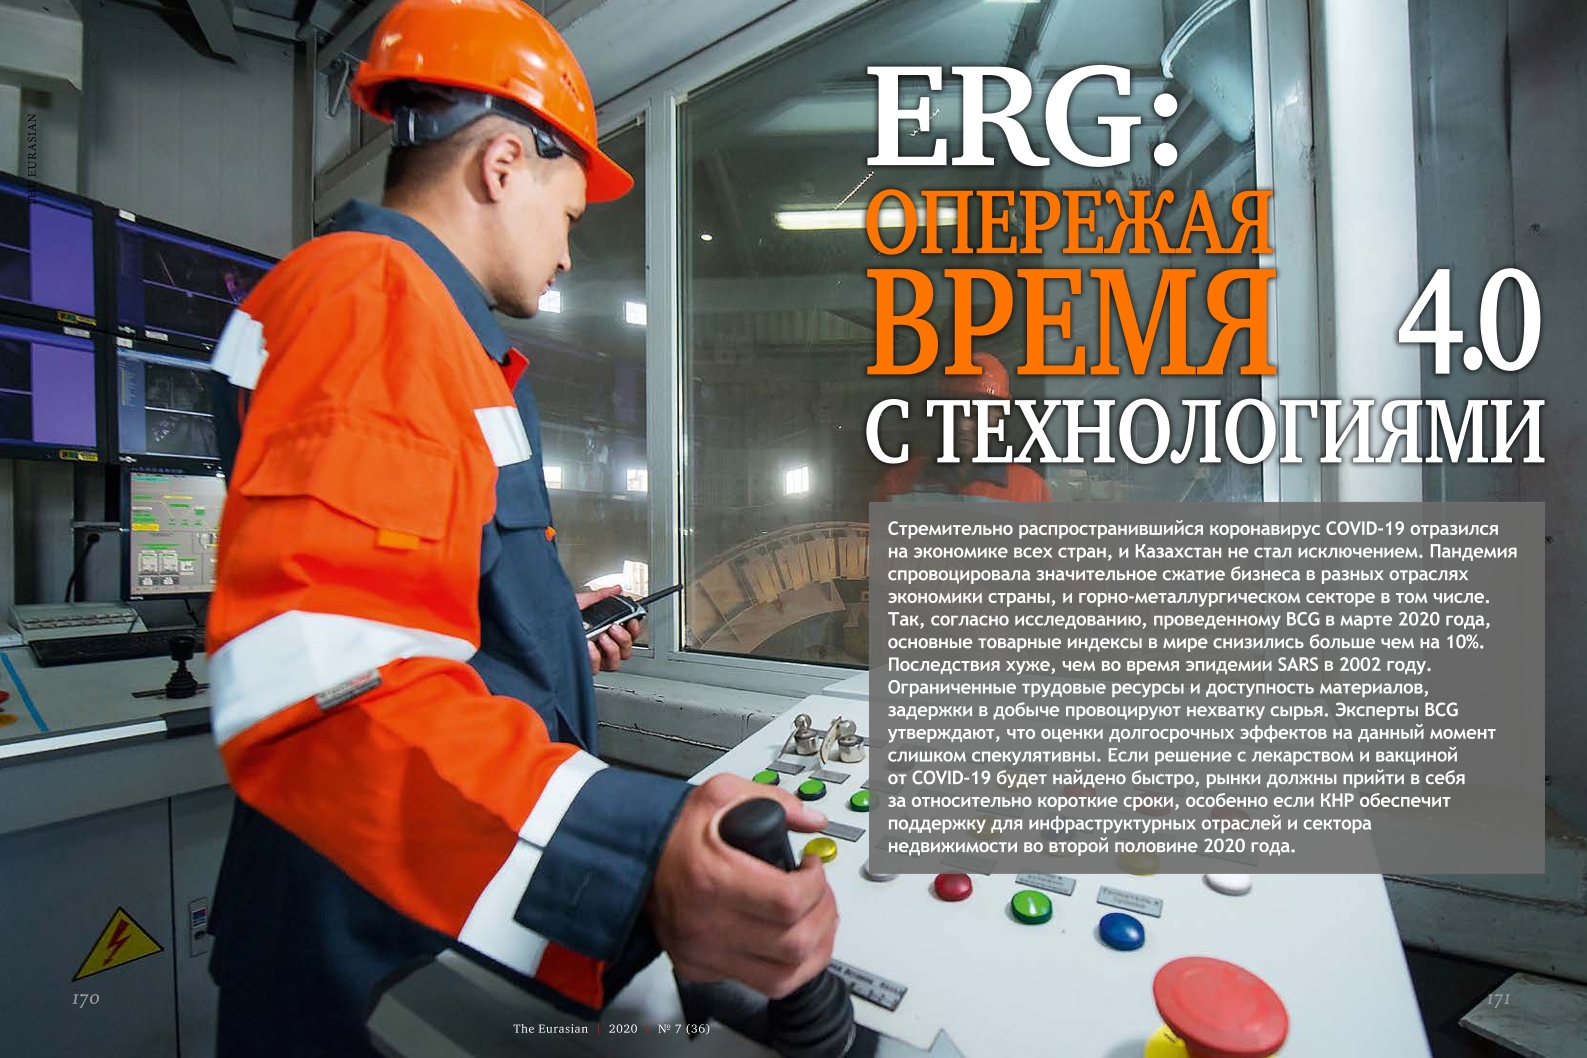 THE EURASIAN
ERG:
ОПЕРЕЖАЯ
ВРЕМЯ 4.0
С ТЕХНОЛОГИЯМИ
Стремительно распространившийся коронавирус COVID-19 отразился
на экономике всех стран, и Казахстан не стал исключением. Пандемия
спровоцировала значительное сжатие бизнеса в разных отраслях
экономики страны, и горно-металлургическом секторе в том числе.
Так, согласно исследованию, проведенному BCG в марте 2020 года,
основные товарные индексы в мире снизились больше чем на 10%.
Последствия хуже, чем во время эпидемии SARS в 2002 году.
Ограниченные трудовые ресурсы и доступность материалов,
задержки в добыче провоцируют нехватку сырья. Эксперты BCG
утверждают, что оценки долгосрочных эффектов на данный момент
слишком спекулятивны. Если решение с лекарством и вакциной
от COVID-19 будет найдено быстро, рынки должны прийти в себя
за относительно короткие сроки, особенно если КНР обеспечит
поддержку для инфраструктурных отраслей и сектора
недвижимости во второй половине 2020 года.
170
171
The Eurasian | 2020 | № 7 (36)